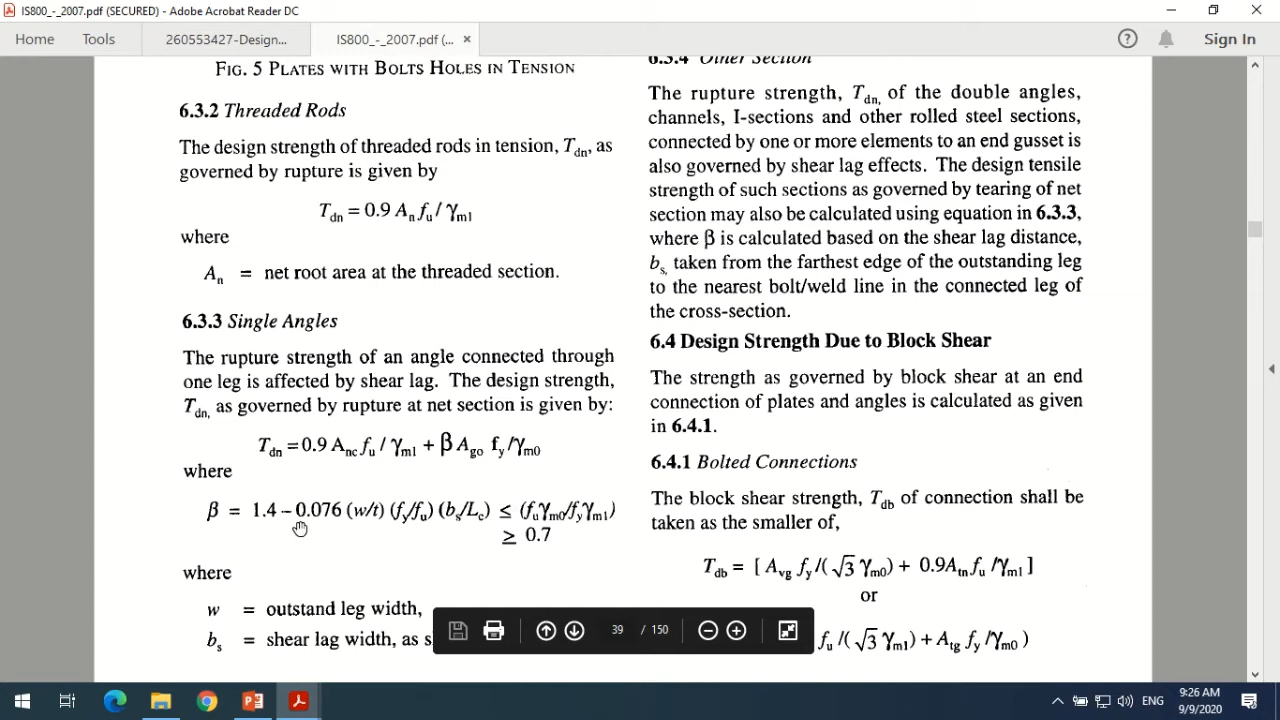 IS800_-_2007.pdf (SECURED) - Adobe Acrobat Reader DC
Home Tools 260553427-Design... IS800_-_2007.pdf (... × ? Sign In
FIG. 5 PLATES WITH BOLTS HOLES IN TENSION
6.3.2 Threaded Rods
The design strength of threaded rods in tension, Tdn, as
governed by rupture is given by
Tdn = 0.9 An fu / γm1
where
An = net root area at the threaded section.
6.3.3 Single Angles
The rupture strength of an angle connected through
one leg is affected by shear lag. The design strength,
Tdn, as governed by rupture at net section is given by:
Tdn = 0.9 Anc fu / γm1 + β Ago fy /γm0
where
β = 1.4 – 0.076 (w/t) (fy/fu) (bs/Lc) ≤ (fuγm0/fyγm1)
≥ 0.7
where
w = outstand leg width,
bs = shear lag width, as s
6.3.4 Other Section
The rupture strength, Tdn, of the double angles,
channels, I-sections and other rolled steel sections,
connected by one or more elements to an end gusset is
also governed by shear lag effects. The design tensile
strength of such sections as governed by tearing of net
section may also be calculated using equation in 6.3.3,
where β is calculated based on the shear lag distance,
bs, taken from the farthest edge of the outstanding leg
to the nearest bolt/weld line in the connected leg of
the cross-section.
6.4 Design Strength Due to Block Shear
The strength as governed by block shear at an end
connection of plates and angles is calculated as given
in 6.4.1.
6.4.1 Bolted Connections
The block shear strength, Tdb of connection shall be
taken as the smaller of,
Tdb = [ Avg fy /(√3 γm0) + 0.9Atn fu /γm1 ]
or
fu /(√3 γm1) + Atg fy /γm0 )
39 / 150
ENG
9:26 AM
9/9/2020